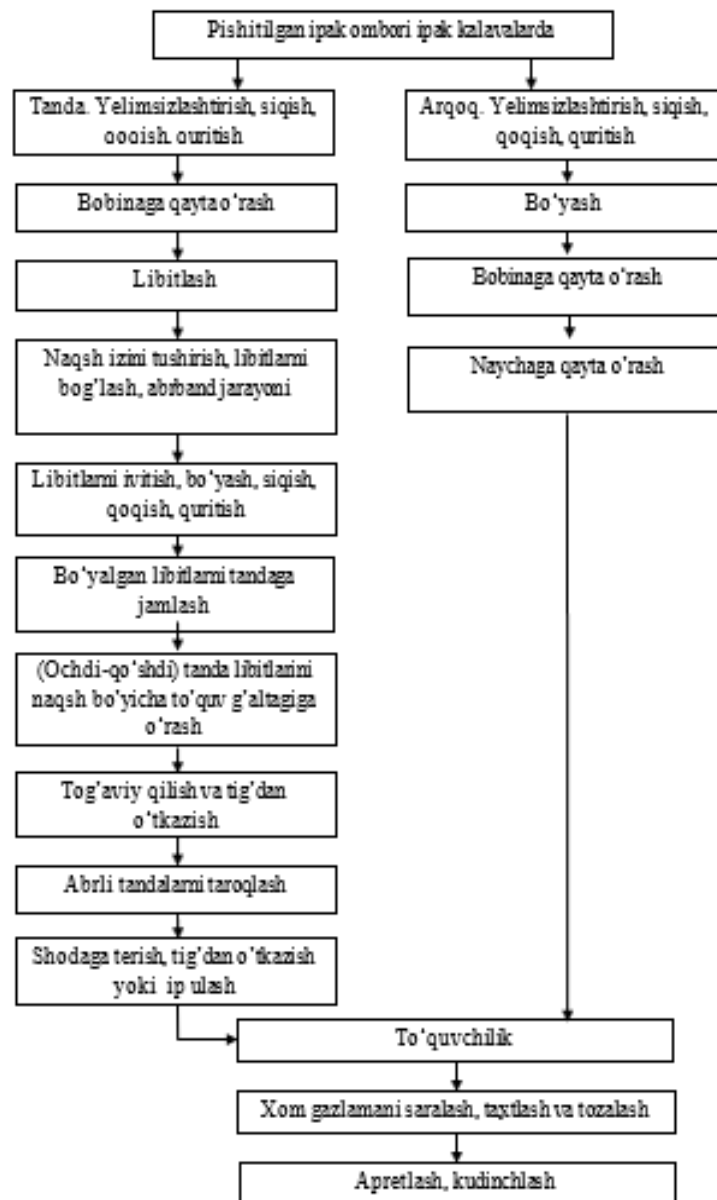 Pishitilgan ipak ombori ipak kalavalarda
Tanda. Yelimsizlashtirish, siqish,
qoqish. quritish
Arqoq. Yelimsizlashtirish, siqish,
qoqish, quritish
Bobinaga qayta o‘rash
Bo‘yash
Libitlash
Bobinaga qayta o‘rash
Naqsh izini tushirish, libitlarni
bog’lash, abrband jarayoni
Naychaga qayta o’rash
Libitlarni ivitish, bo‘yash, siqish,
qoqish, quritish
Bo‘yalgan libitlarni tandaga
jamlash
(Ochdi-qo‘shdi) tanda libitlarini
naqsh bo’yicha to’quv g’altagiga
o‘rash
Tog’aviy qilish va tig’dan
o‘tkazish
Abrli tandalarni taroqlash
Shodaga terish, tig’dan o’tkazish
yoki ip ulash
To‘quvchilik
Xom gazlamani saralash, taxtlash va tozalash
Apretlash, kudinchlash